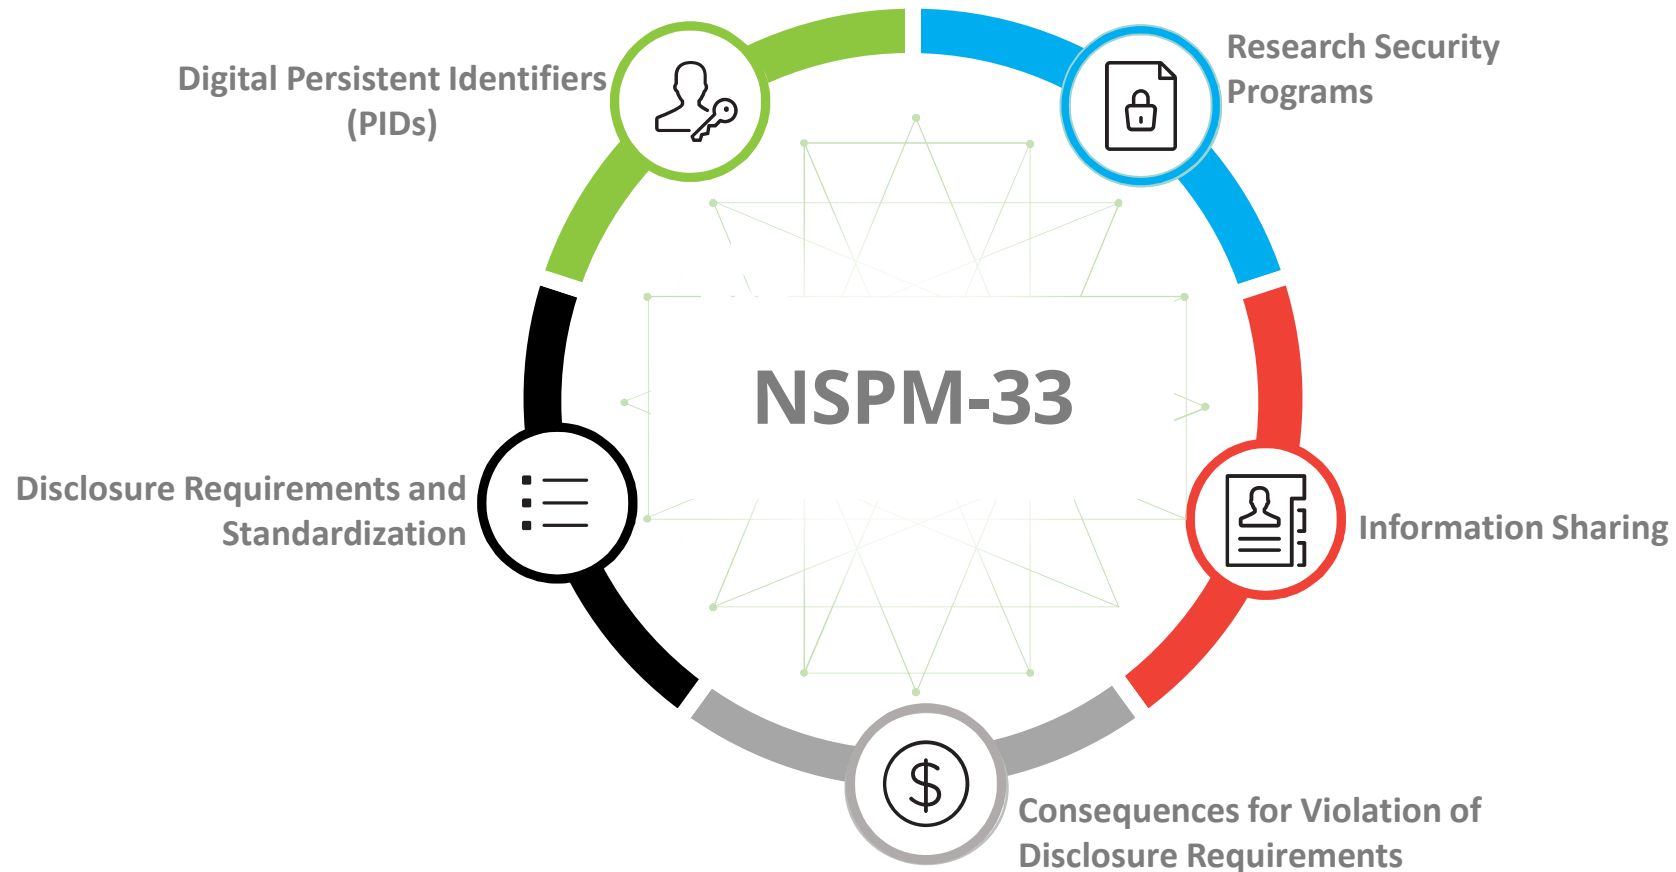 Digital Persistent Identifiers
(PIDs)
Research Security
Programs
NSPM-33
Disclosure Requirements and
Standardization
Information Sharing
$
Consequences for Violation of
Disclosure Requirements